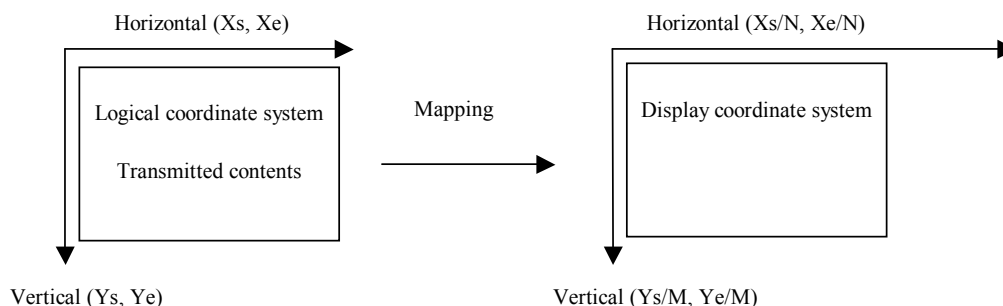 Horizontal (Xs, Xe)
Logical coordinate system
Transmitted contents
Vertical (Ys, Ye)
Mapping
Horizontal (Xs/N, Xe/N)
Display coordinate system
Vertical (Ys/M, Ye/M)